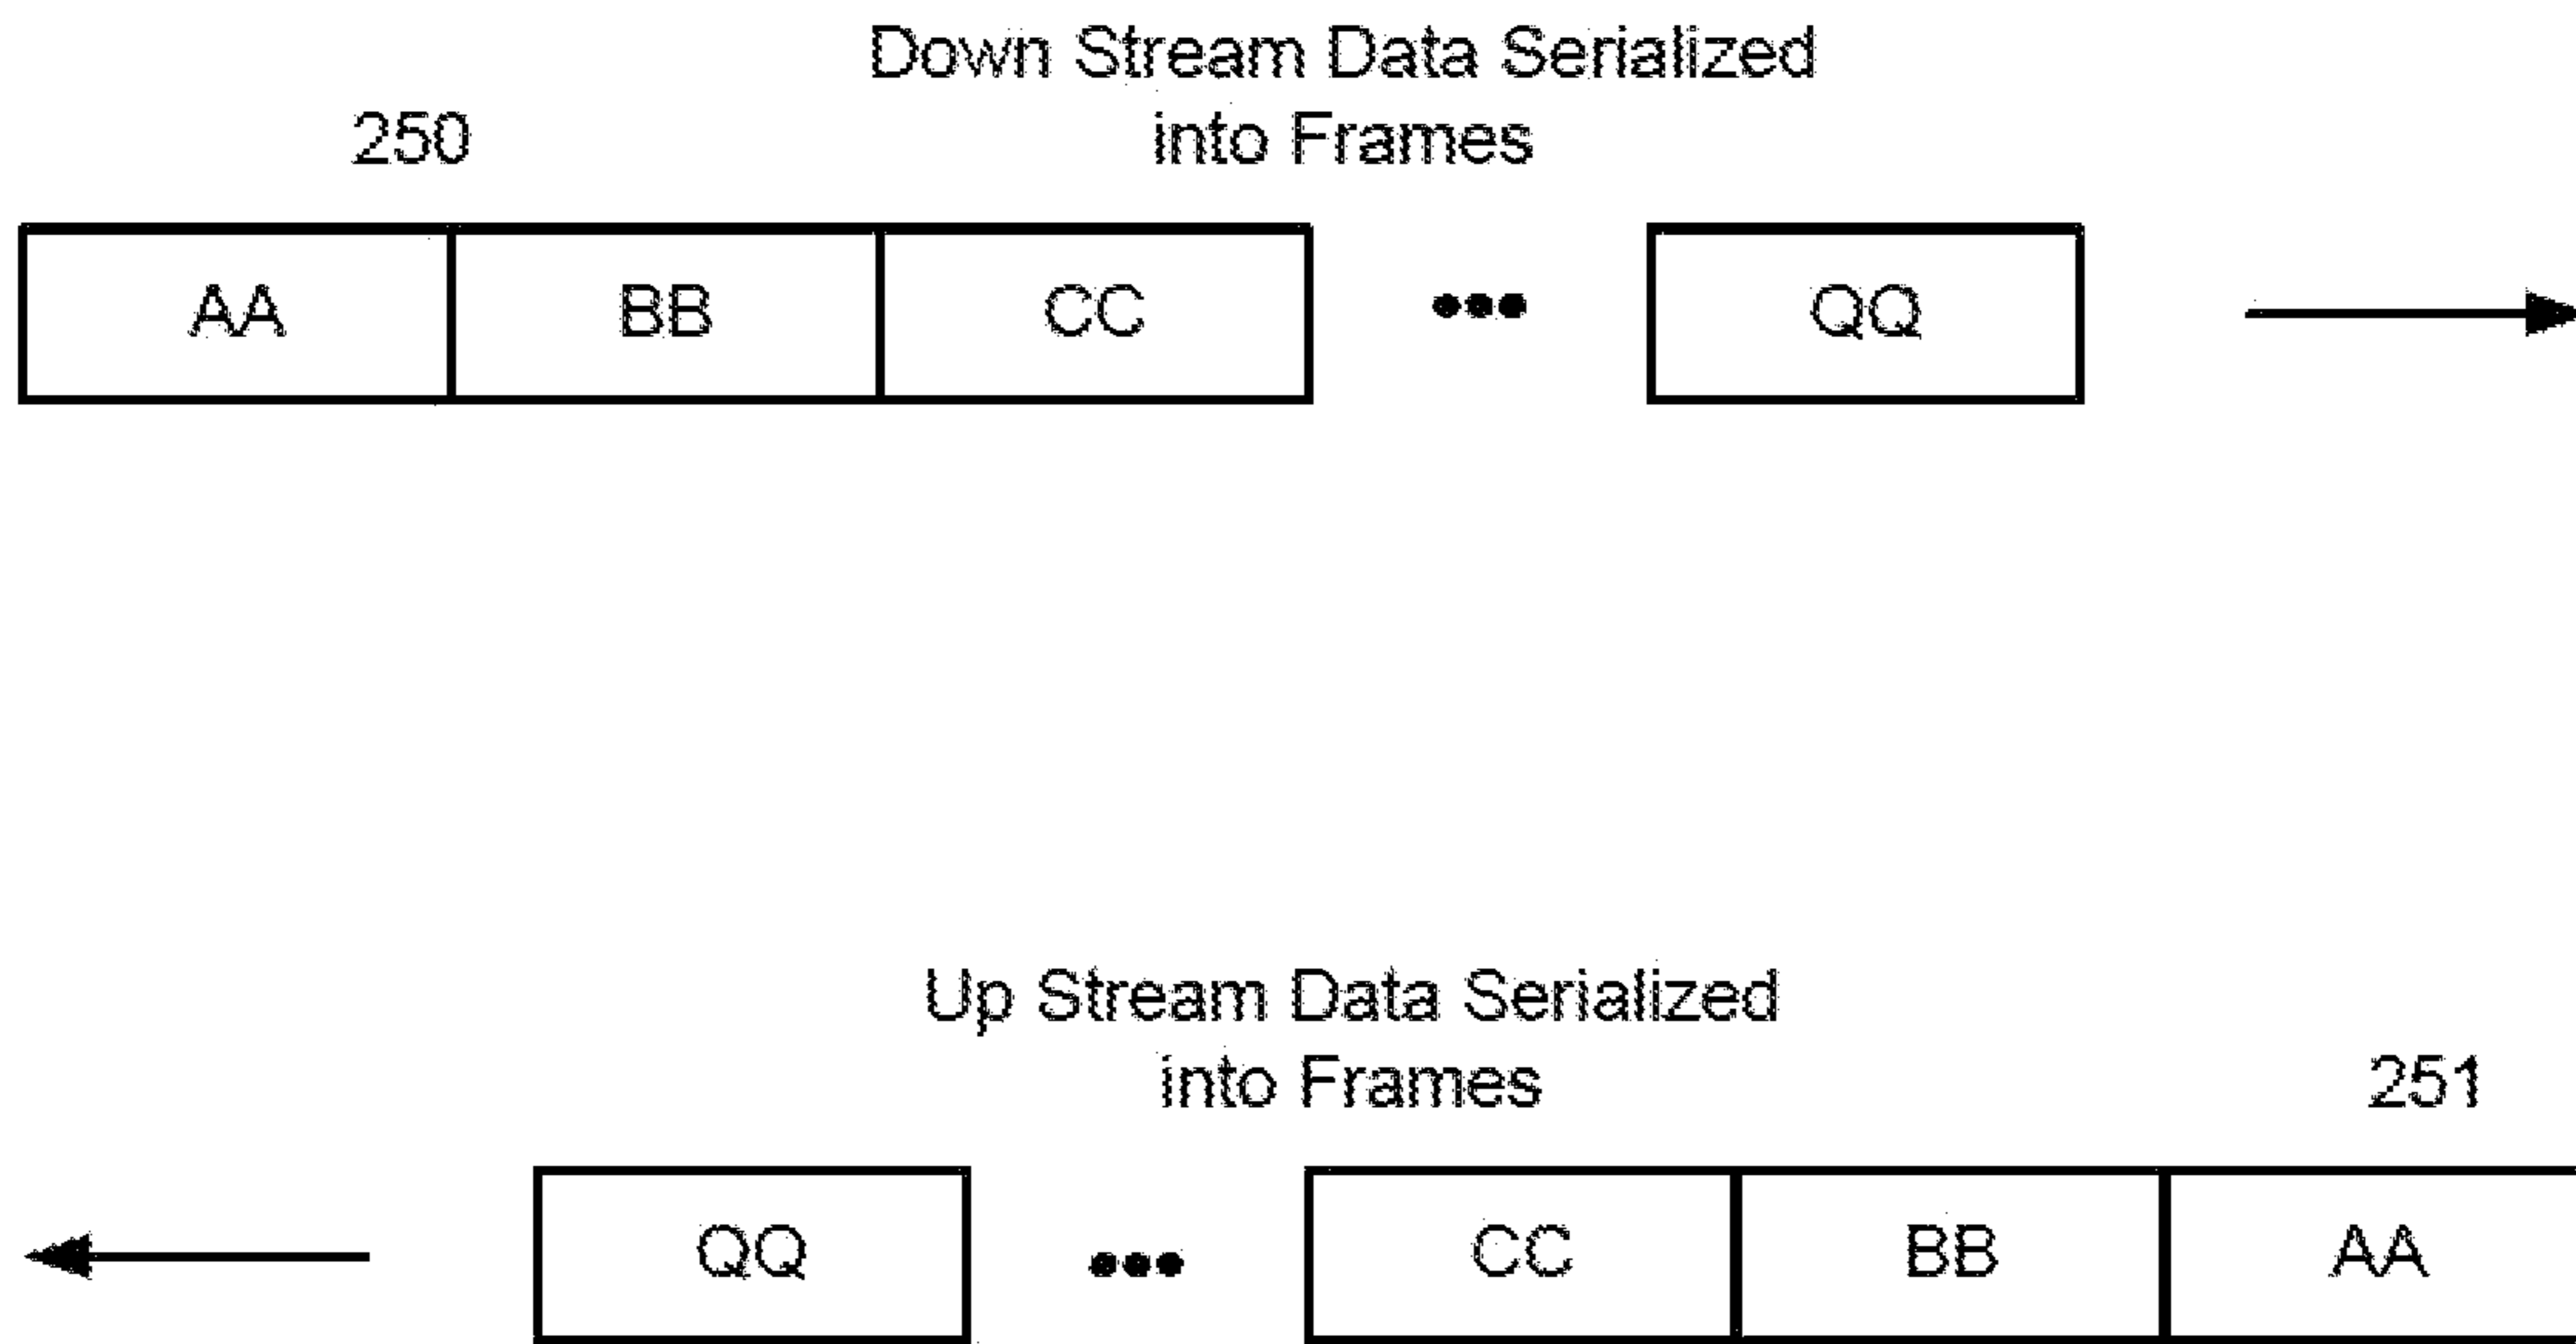 Down Stream Data Serialized
into Frames
250
AA BB CC ••• QQ
Up Stream Data Serialized
into Frames
251
QQ ••• CC BB AA